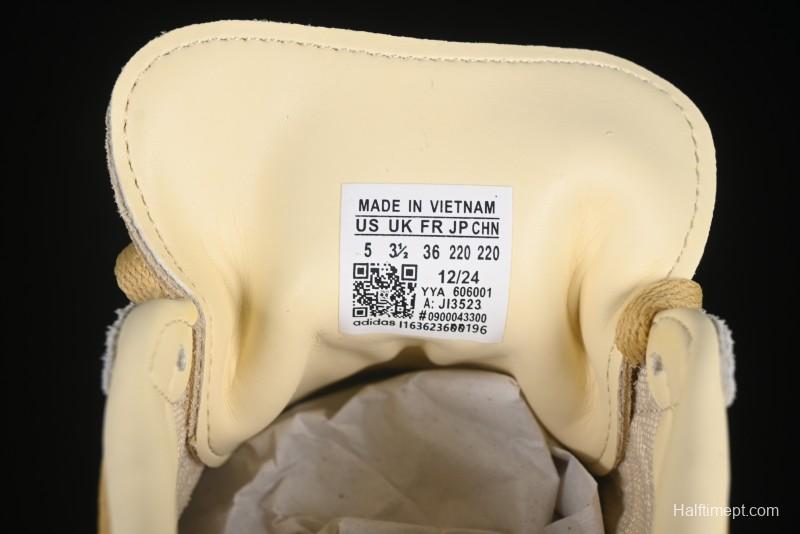 MADE IN VIETNAM
US UK FR JP CHN
5 3½ 36 220 220
12/24
YYA 606001
A: JI3523
#0900043300
adidas
Halftimept.com